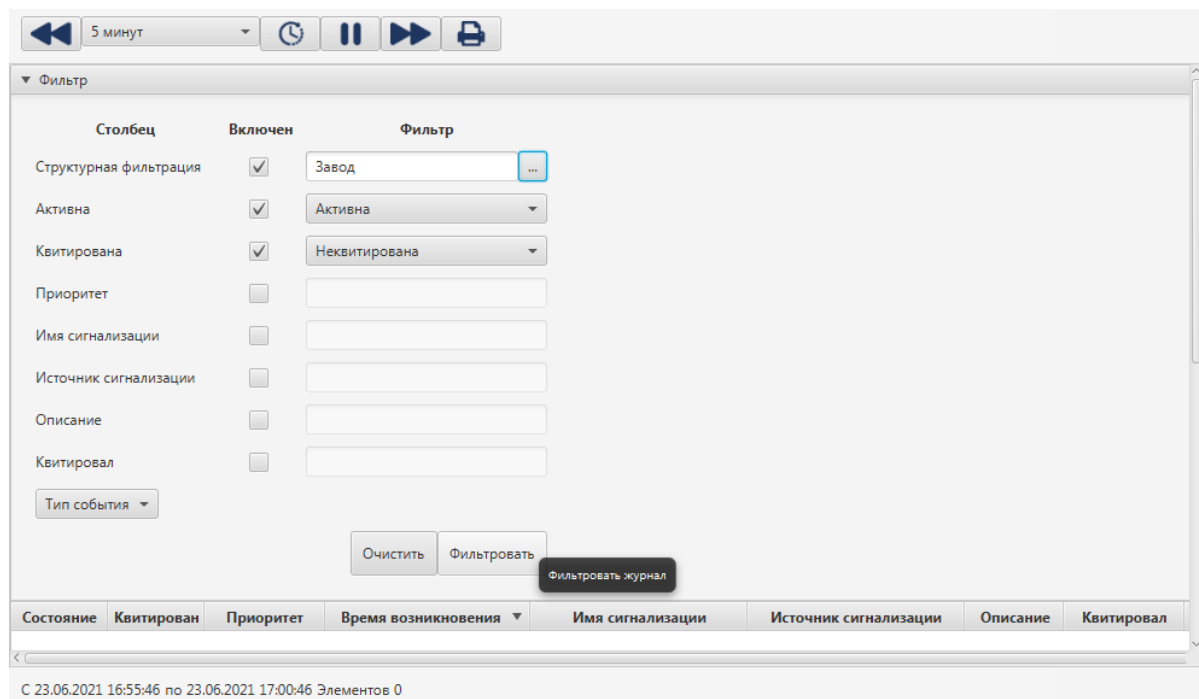 5 минут
Фильтр
Столбец Включен Фильтр
Структурная фильтрация Завод ...
Активна Активна
Квитирована Неквитирована
Приоритет
Имя сигнализации
Источник сигнализации
Описание
Квитировал
Тип события
Очистить Фильтровать
Фильтровать журнал
Состояние Квитирован Приоритет Время возникновения Имя сигнализации Источник сигнализации Описание Квитировал
С 23.06.2021 16:55:46 по 23.06.2021 17:00:46 Элементов 0